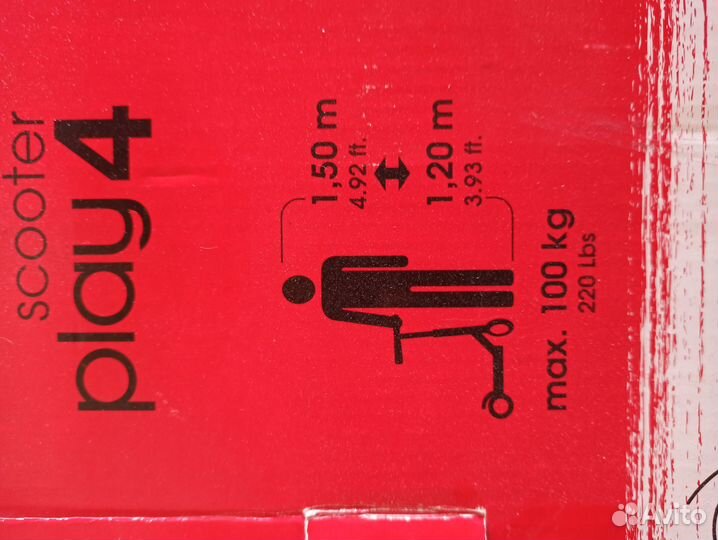 scooter
play4
1,50 m
4.92 ft.
1,20 m
3.93 ft.
max. 100 kg
220 Lbs
Avito